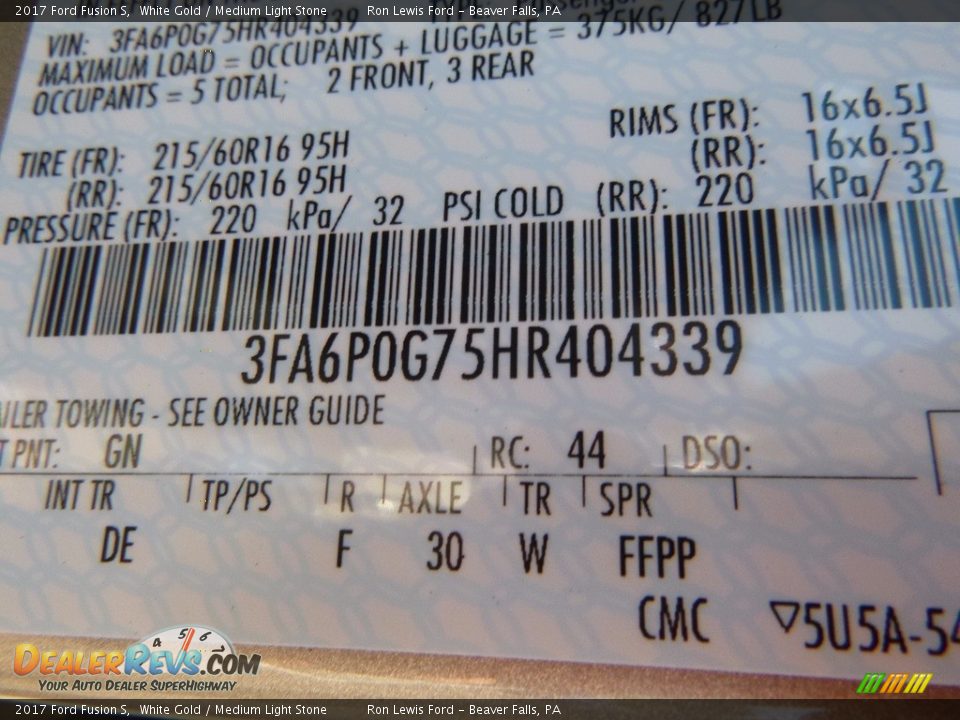 2017 Ford Fusion S, White Gold / Medium Light Stone Ron Lewis Ford - Beaver Falls, PA
VIN: 3FA6P0G75HR404339
MAXIMUM LOAD = OCCUPANTS + LUGGAGE = 375KG/ 827LB
OCCUPANTS = 5 TOTAL; 2 FRONT, 3 REAR
TIRE (FR): 215/60R16 95H RIMS (FR): 16x6.5J
(RR): 215/60R16 95H (RR): 16x6.5J
PRESSURE (FR): 220 kPa/ 32 PSI COLD (RR): 220 kPa/ 32
3FA6P0G75HR404339
AILER TOWING - SEE OWNER GUIDE
T PNT: GN RC: 44 DSO:
INT TR TP/PS R AXLE TR SPR
DE F 30 W FFPP
CMC ▽5U5A-54
4 5 6
DEALERREVS.COM
YOUR AUTO DEALER SUPERHIGHWAY
2017 Ford Fusion S, White Gold / Medium Light Stone Ron Lewis Ford - Beaver Falls, PA